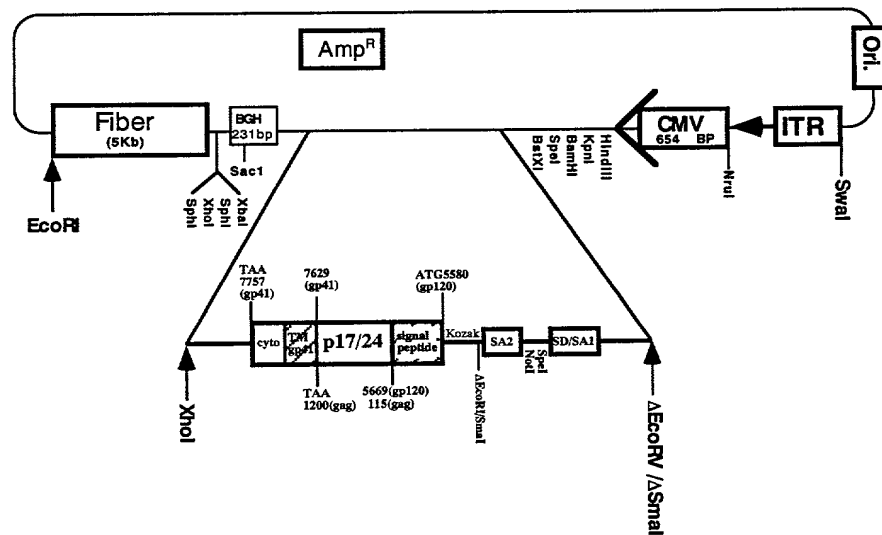 Amp^R
Ori.
Fiber
(5Kb)
BGH
231bp
CMV
654 BP
ITR
Sac1
EcoRI
SphI
XhoI
SphI
XbaI
BstXI
SpeI
BamHI
KpnI
HindIII
NruI
SwaI
TAA
7757
(gp41)
7629
(gp41)
ATG5580
(gp120)
cyto
TM
gp41
p17/24
signal
peptide
Kozak
SA2
SD/SA1
NotI
SpeI
TAA
1200(gag)
5669(gp120)
115(gag)
ΔEcoRI/SmaI
XhoI
ΔEcoRV /ΔSmaI